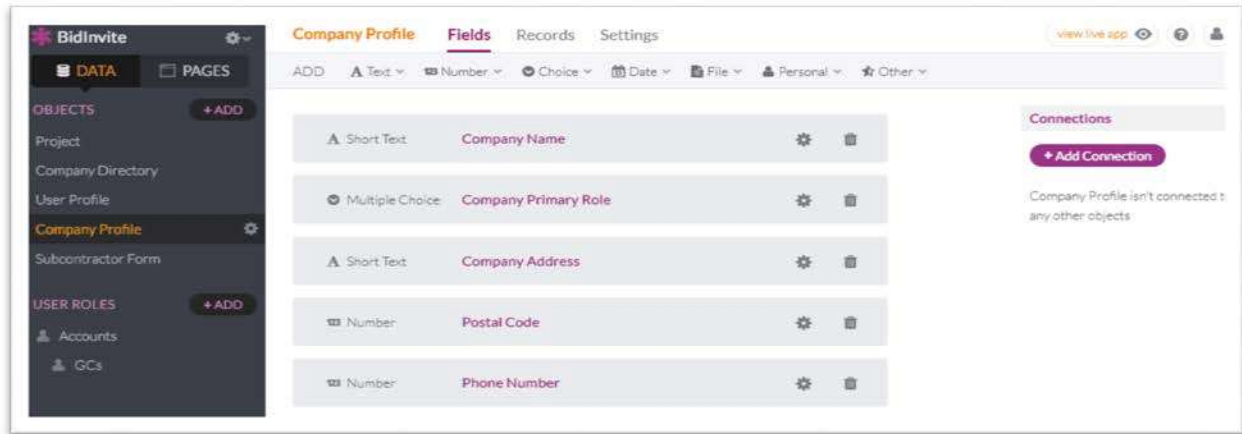 BidInvite
DATA PAGES
OBJECTS + ADD
Project
Company Directory
User Profile
Company Profile
Subcontractor Form
USER ROLES + ADD
Accounts
GCs
Company Profile Fields Records Settings
view live app
ADD A Text Number Choice Date File Personal Other
A Short Text Company Name
Multiple Choice Company Primary Role
A Short Text Company Address
123 Number Postal Code
123 Number Phone Number
Connections
+ Add Connection
Company Profile isn't connected t
any other objects